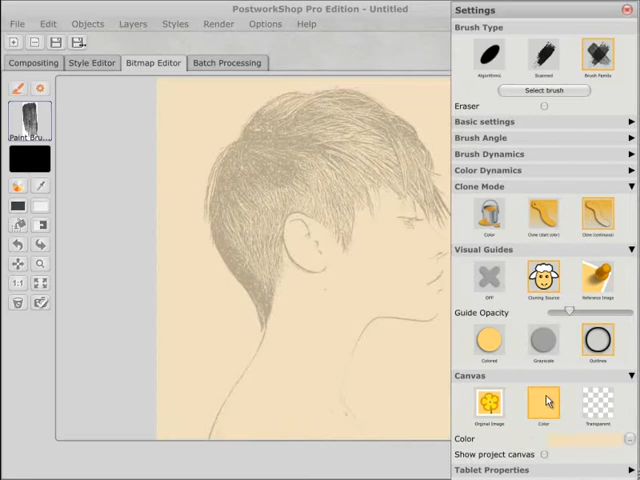 PostworkShop Pro Edition - Untitled
File Edit Objects Layers Styles Render Options Help
Compositing Style Editor Bitmap Editor Batch Processing
Paint Bru...
1:1
Settings
Brush Type
Algorithms Scanned Brush Family
Select brush
Eraser
Basic settings
Brush Angle
Brush Dynamics
Color Dynamics
Clone Mode
Color Clone (start color) Clone (continuous)
Visual Guides
OFF Cloning Source Reference Image
Guide Opacity
Colored Grayscale Outlines
Canvas
Original Image Color Transparent
Color ...
Show project canvas
Tablet Properties